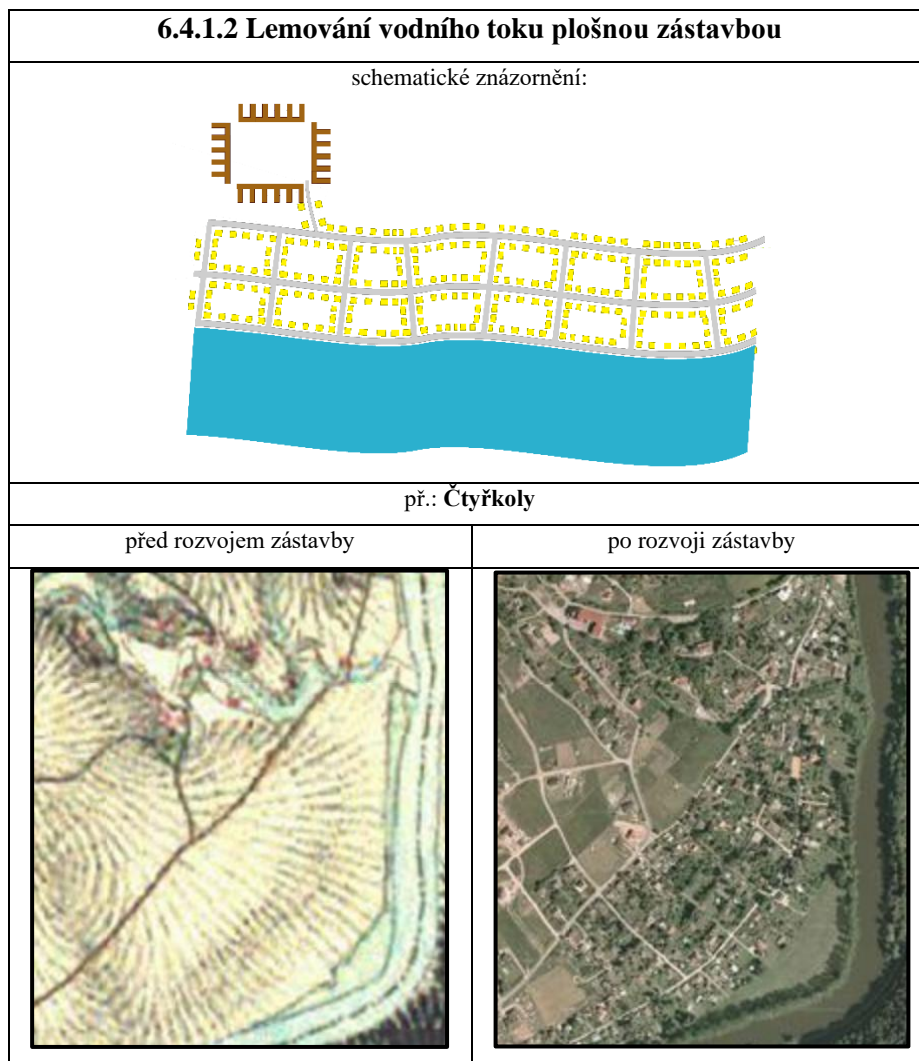 6.4.1.2 Lemování vodního toku plošnou zástavbou
schematické znázornění:
př.: Čtyřkoly
před rozvojem zástavby
po rozvoji zástavby